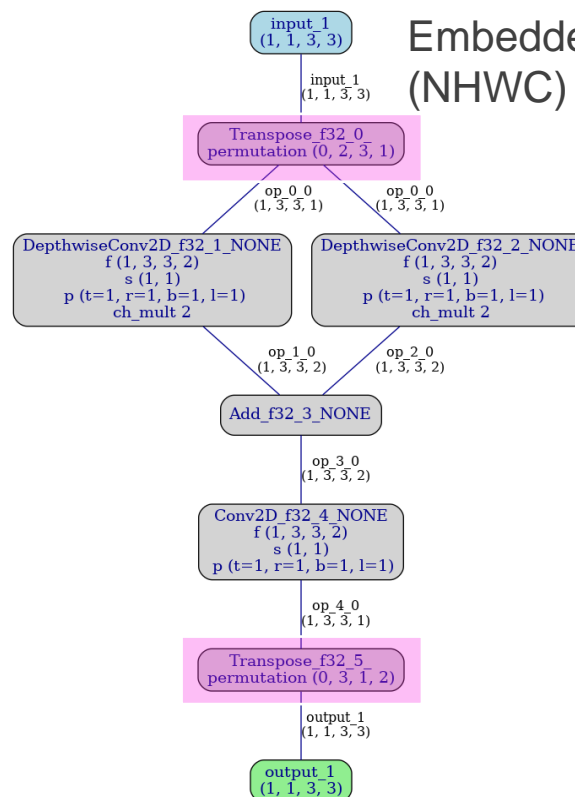 input_1
(1, 1, 3, 3)
Embedde
(NHWC)
input_1
(1, 1, 3, 3)
Transpose_f32_0_
permutation (0, 2, 3, 1)
op_0_0
(1, 3, 3, 1)
op_0_0
(1, 3, 3, 1)
DepthwiseConv2D_f32_1_NONE
f (1, 3, 3, 2)
s (1, 1)
p (t=1, r=1, b=1, l=1)
ch_mult 2
DepthwiseConv2D_f32_2_NONE
f (1, 3, 3, 2)
s (1, 1)
p (t=1, r=1, b=1, l=1)
ch_mult 2
op_1_0
(1, 3, 3, 2)
op_2_0
(1, 3, 3, 2)
Add_f32_3_NONE
op_3_0
(1, 3, 3, 2)
Conv2D_f32_4_NONE
f (1, 3, 3, 2)
s (1, 1)
p (t=1, r=1, b=1, l=1)
op_4_0
(1, 3, 3, 1)
Transpose_f32_5_
permutation (0, 3, 1, 2)
output_1
(1, 1, 3, 3)
output_1
(1, 1, 3, 3)